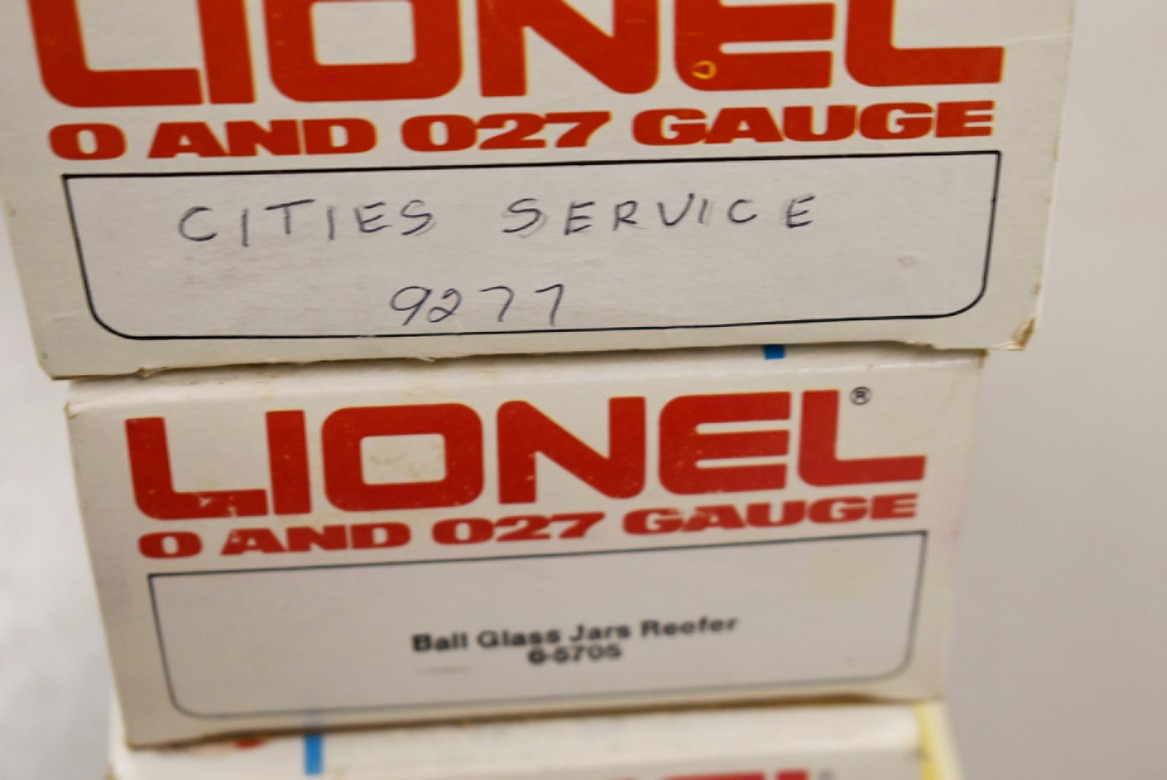 LIONEL
O AND O27 GAUGE
CITIES SERVICE
9277
LIONEL®
O AND O27 GAUGE
Ball Glass Jars Reefer
6-5705